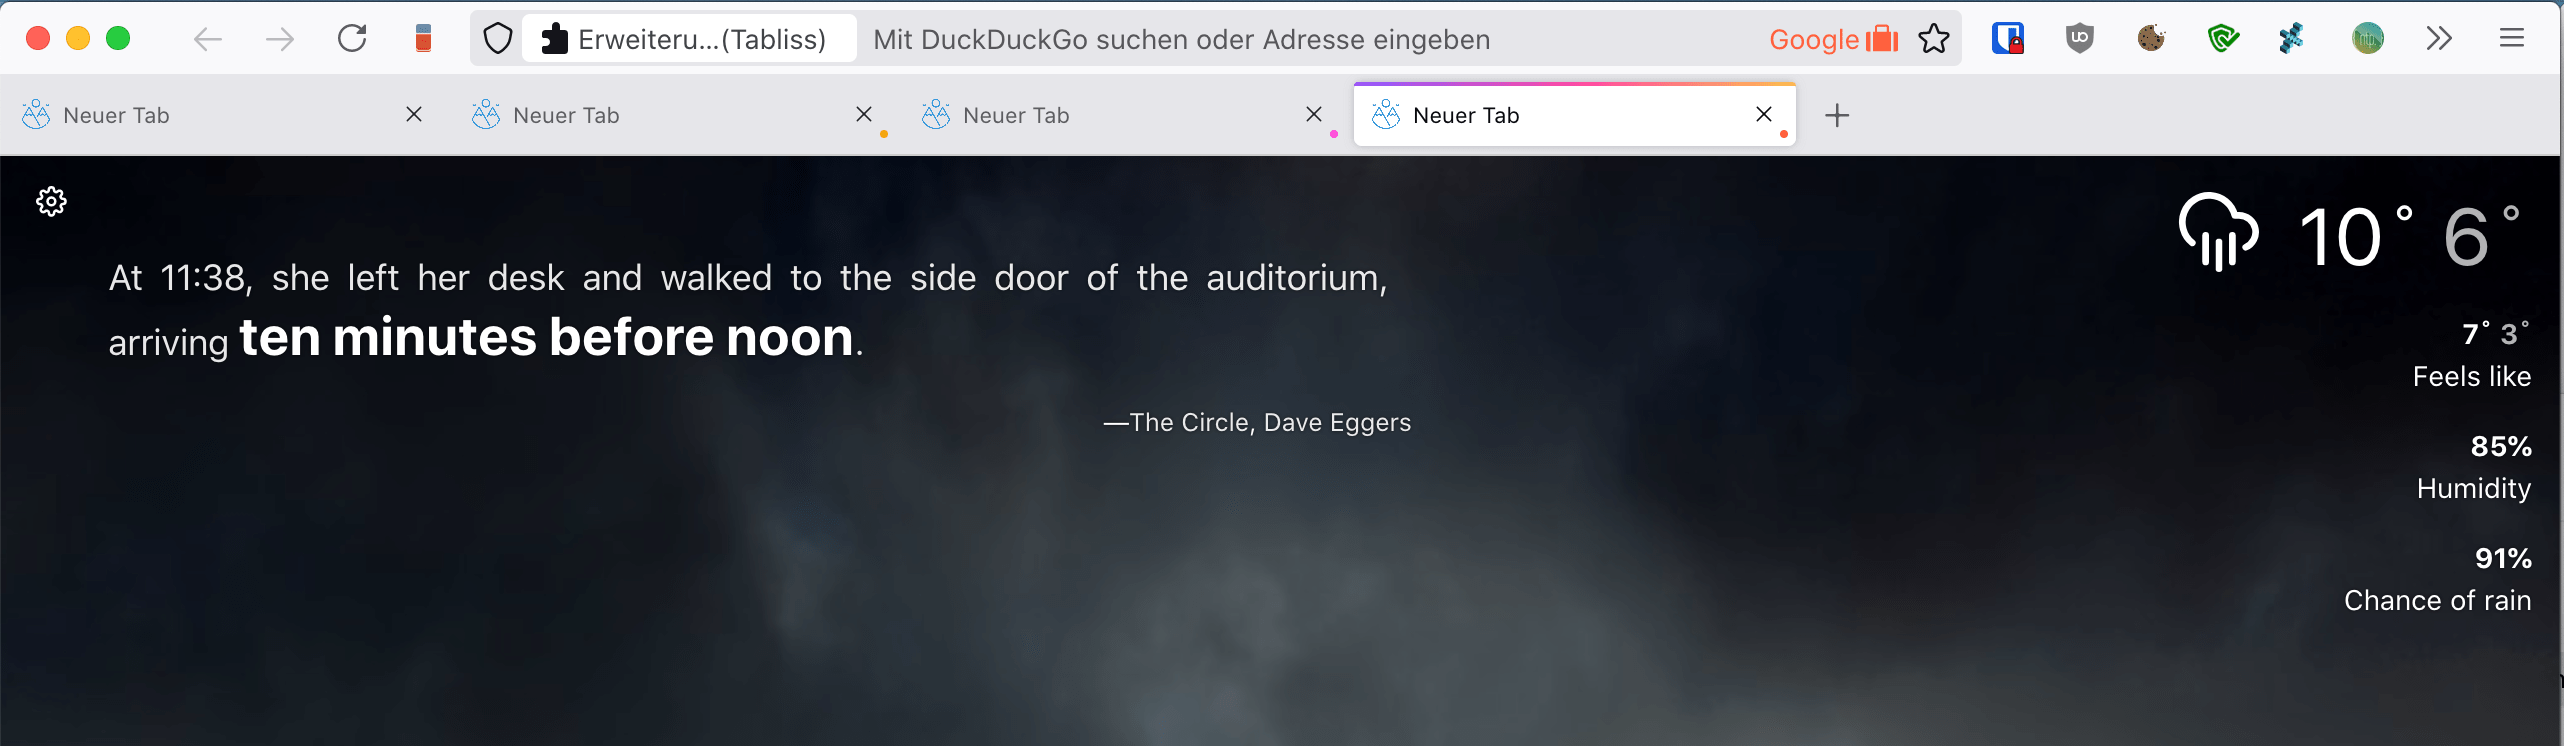 Erweiteru...(Tabliss) Mit DuckDuckGo suchen oder Adresse eingeben Google
Neuer Tab Neuer Tab Neuer Tab Neuer Tab
At 11:38, she left her desk and walked to the side door of the auditorium,
arriving ten minutes before noon.
—The Circle, Dave Eggers
10° 6°
7° 3°
Feels like
85%
Humidity
91%
Chance of rain